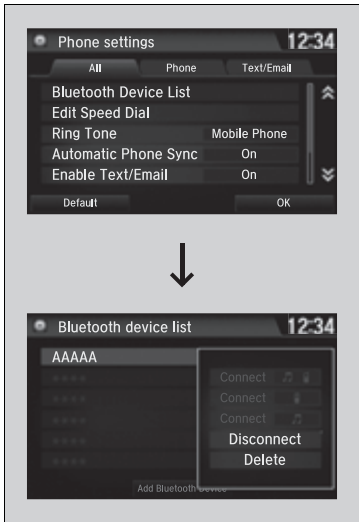 Phone settings 12:34
All Phone Text/Email
Bluetooth Device List
Edit Speed Dial
Ring Tone Mobile Phone
Automatic Phone Sync On
Enable Text/Email On
Default OK
Bluetooth device list 12:34
AAAAA
**** Connect
**** Connect
**** Connect
**** Disconnect
**** Delete
Add Bluetooth Device